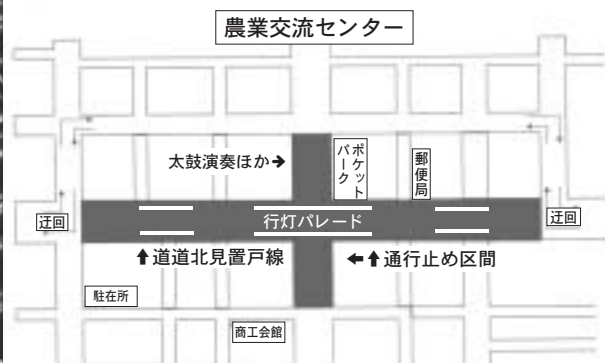 農業交流センター
太鼓演奏ほか→
ポケット
パーク
郵便局
迂回
行灯パレード
迂回
↑道道北見置戸線
←↑通行止め区間
駐在所
商工会館